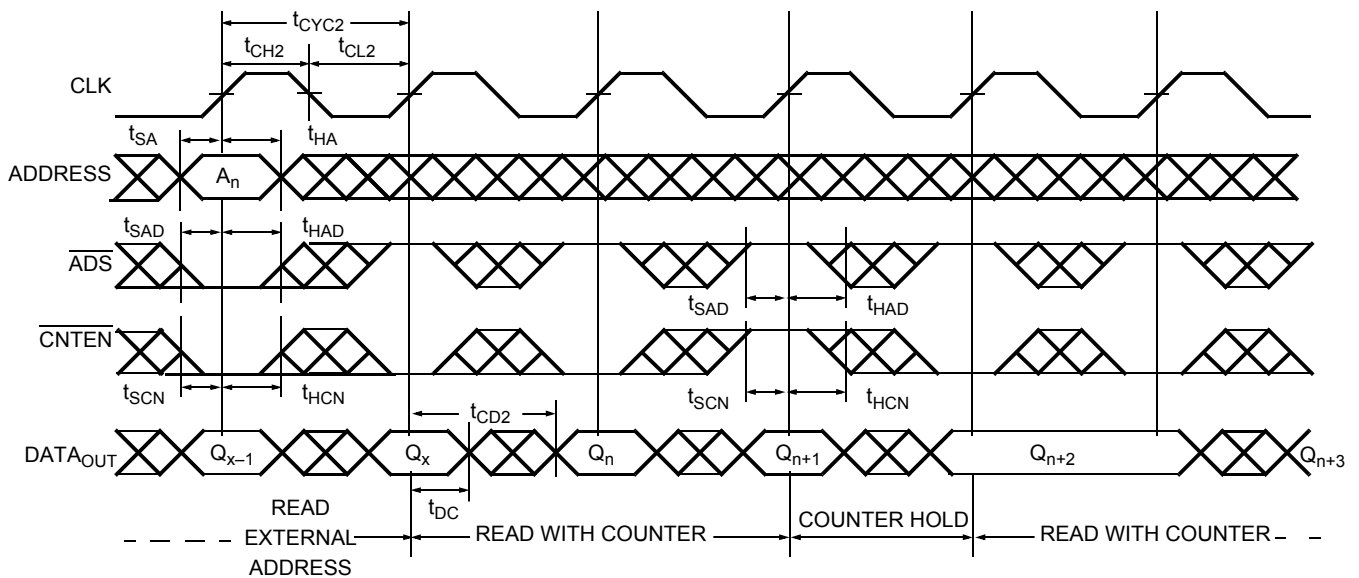 tCYC2
tCH2 tCL2
CLK
tSA tHA
ADDRESS An
tSAD tHAD
ADS
tSAD tHAD
CNTEN
tSCN tHCN tSCN tHCN
tCD2
DATAOUT Qx–1 Qx Qn Qn+1 Qn+2 Qn+3
tDC
READ EXTERNAL ADDRESS
READ WITH COUNTER
COUNTER HOLD
READ WITH COUNTER